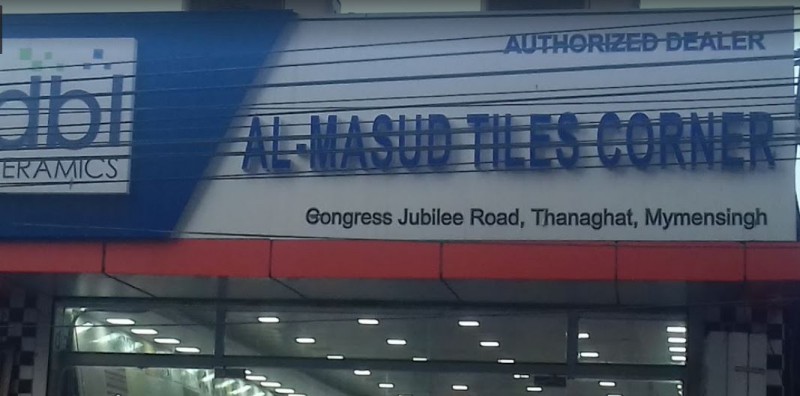 dbl
ERAMICS
AUTHORIZED DEALER
AL-MASUD TILES CORNER
Congress Jubilee Road, Thanaghat, Mymensingh